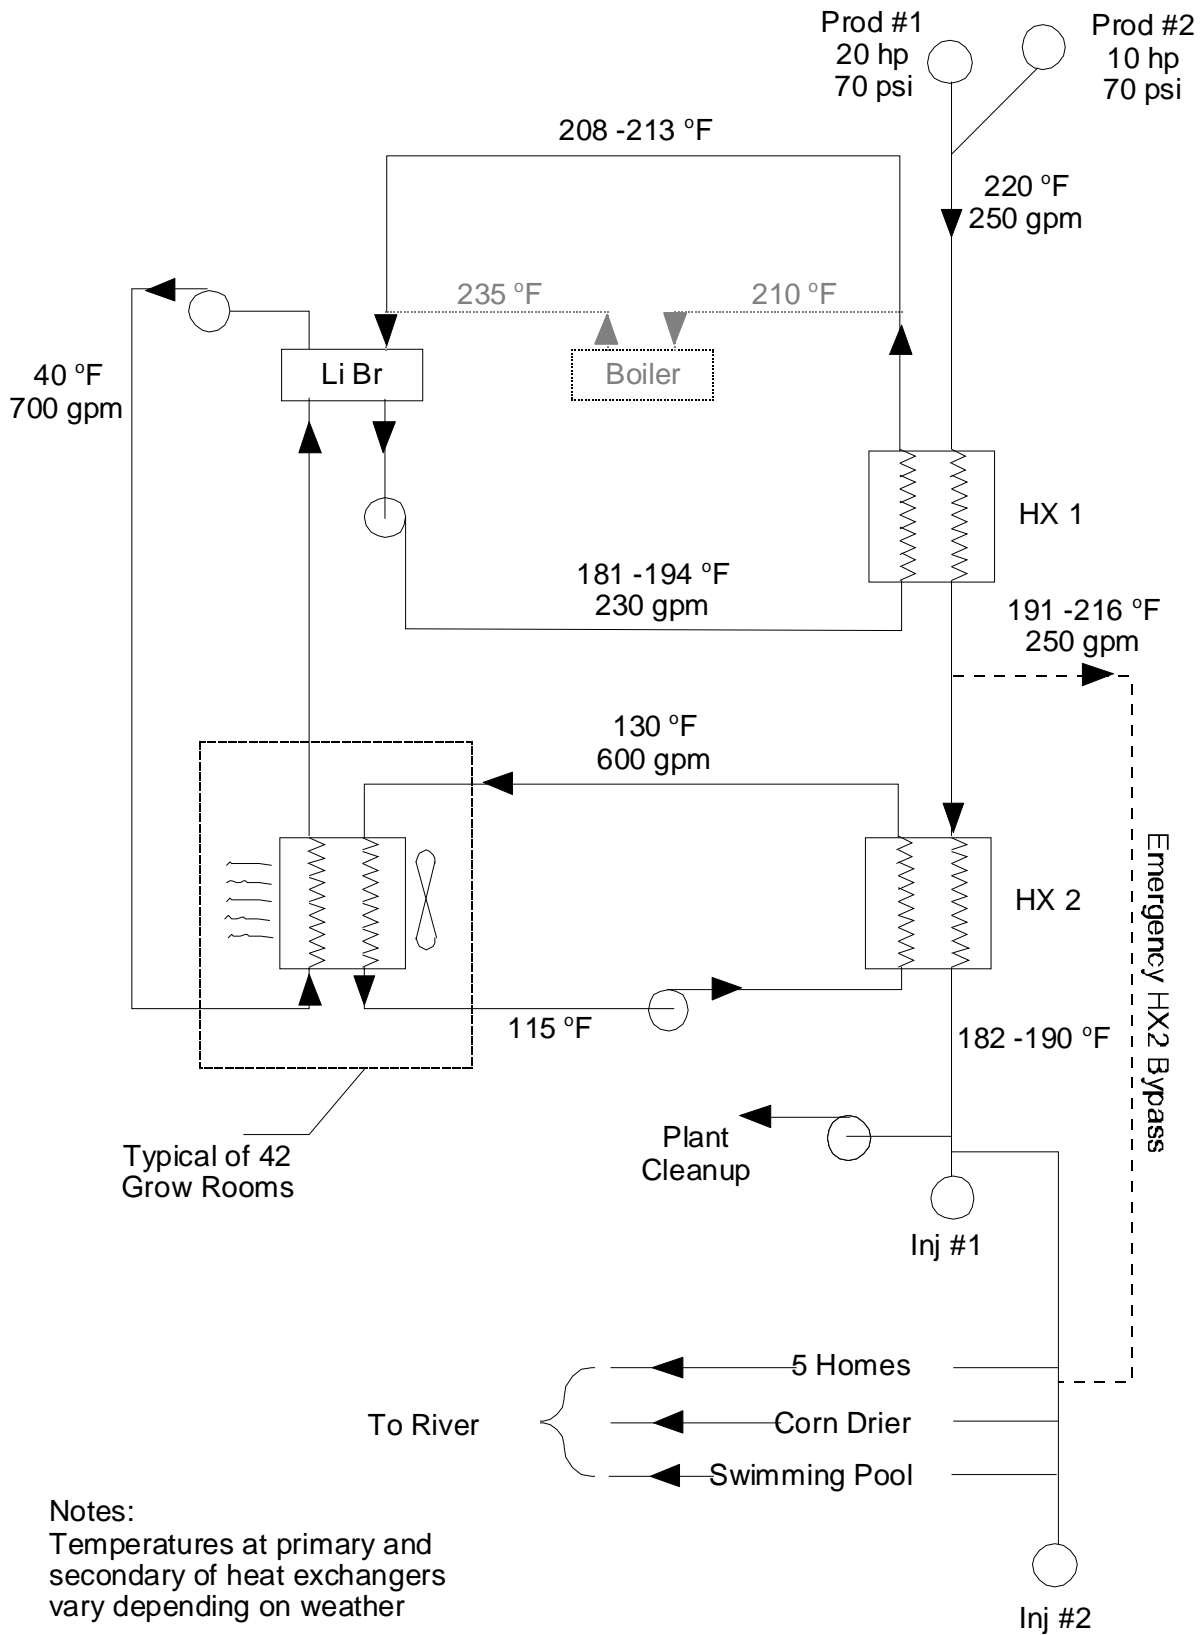 Prod #1
20 hp
70 psi
Prod #2
10 hp
70 psi
208 -213 °F
220 °F
250 gpm
235 °F
210 °F
Li Br
Boiler
40 °F
700 gpm
HX 1
181 -194 °F
230 gpm
191 -216 °F
250 gpm
130 °F
600 gpm
Emergency HX2 Bypass
HX 2
115 °F
182 -190 °F
Plant
Cleanup
Typical of 42
Grow Rooms
Inj #1
5 Homes
To River
Corn Drier
Swimming Pool
Notes:
Temperatures at primary and
secondary of heat exchangers
vary depending on weather
Inj #2